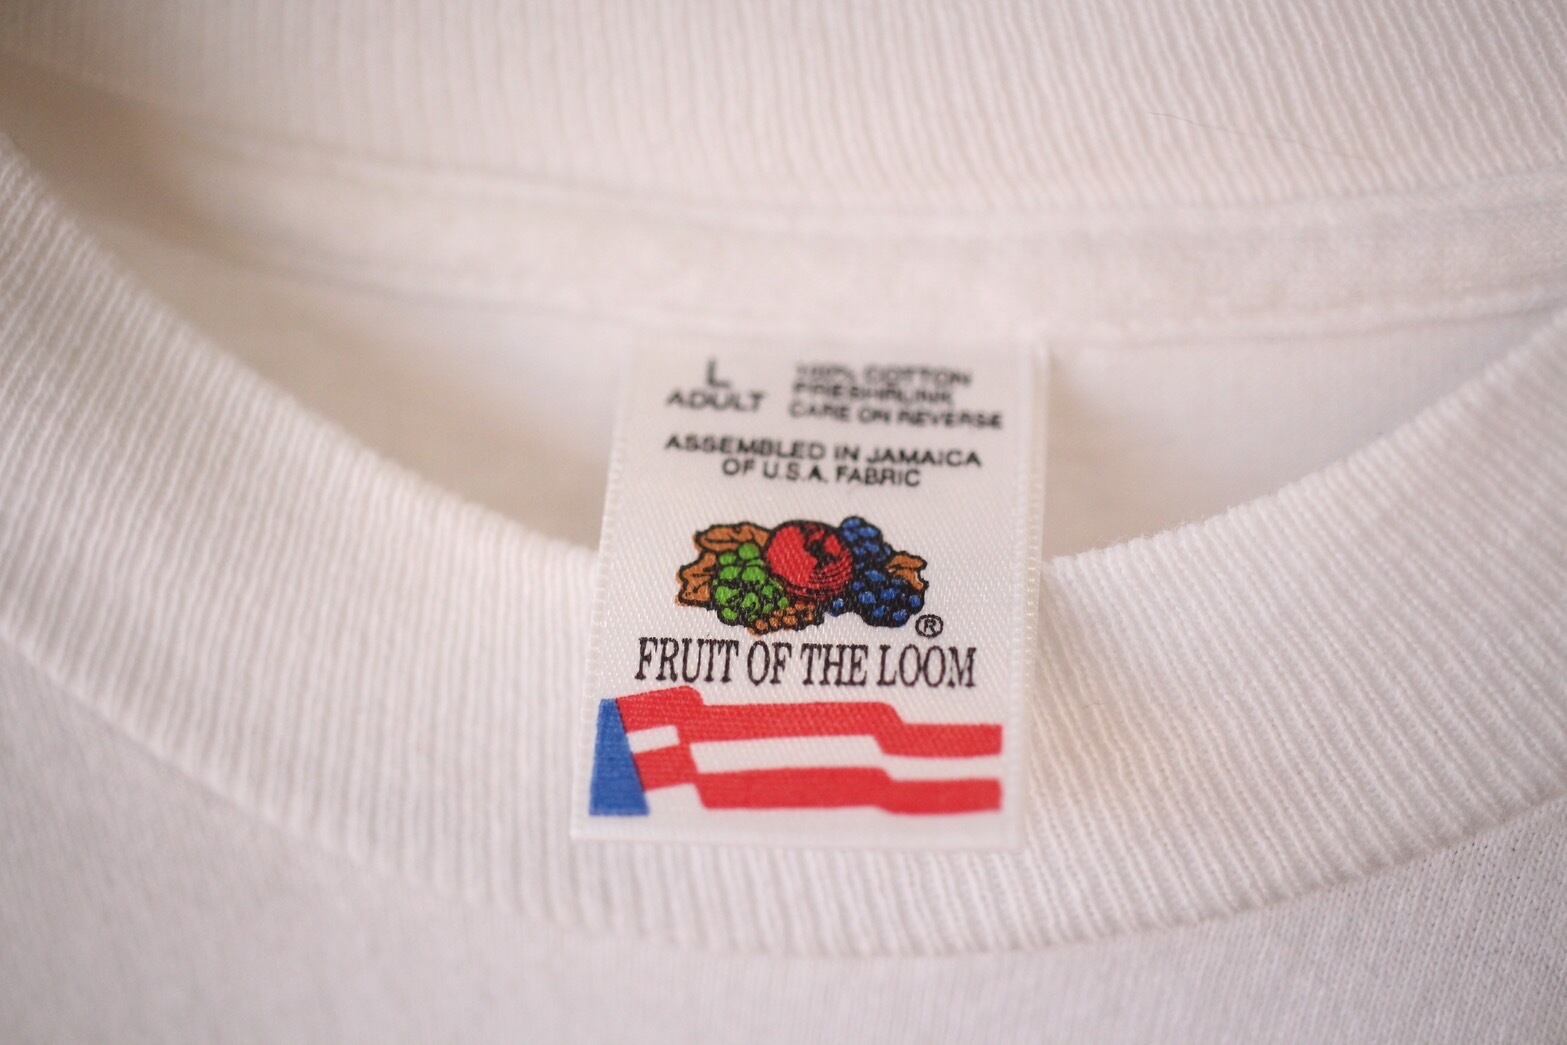 L
ADULT
100% COTTON
PRESHRUNK
CARE ON REVERSE
ASSEMBLED IN JAMAICA
OF U.S.A. FABRIC
®
FRUIT OF THE LOOM